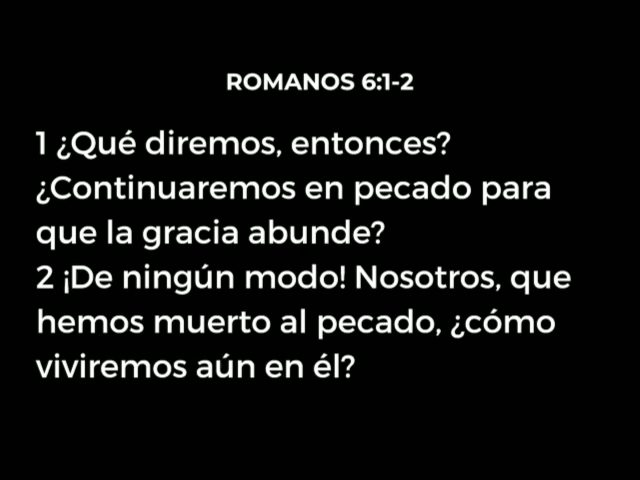 ROMANOS 6:1-2
1 ¿Qué diremos, entonces?
¿Continuaremos en pecado para
que la gracia abunde?
2 ¡De ningún modo! Nosotros, que
hemos muerto al pecado, ¿cómo
viviremos aún en él?